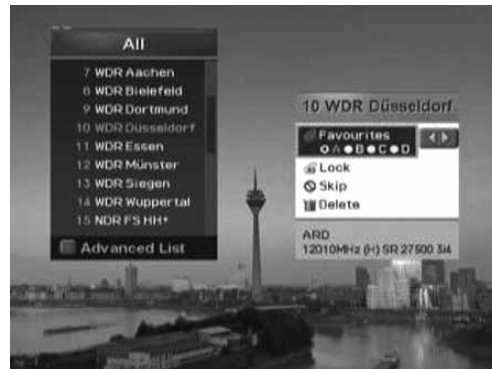 All
7 WDR Aachen
8 WDR Bielefeld
9 WDR Dortmund
10 WDR Düsseldorf
11 WDR Essen
12 WDR Münster
13 WDR Siegen
14 WDR Wuppertal
15 NDR FS HH*
Advanced List
10 WDR Düsseldorf
Favourites
A B C D
Lock
Skip
Delete
ARD
12010MHz (H) SR 27500 3/4